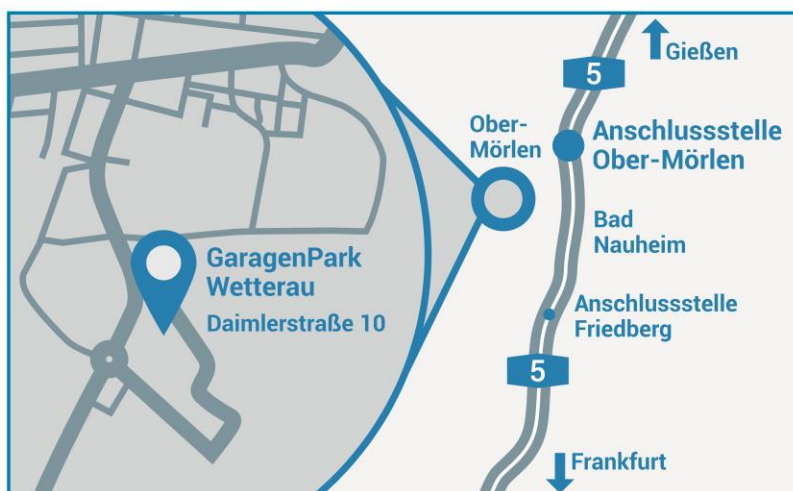 GaragenPark
Wetterau
Daimlerstraße 10
Ober-
Mörlen
Gießen
5
Anschlussstelle
Ober-Mörlen
Bad
Nauheim
Anschlussstelle
Friedberg
5
Frankfurt